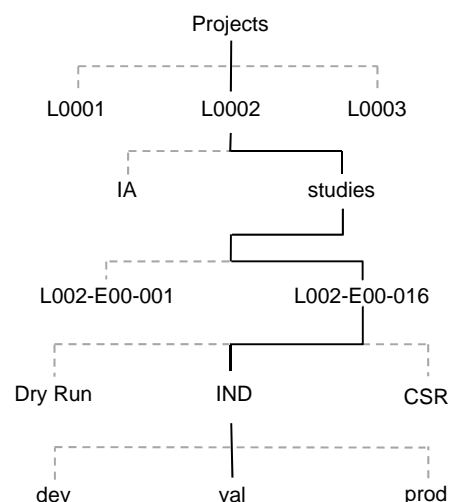 Projects
L0001 L0002 L0003
IA studies
L002-E00-001 L002-E00-016
Dry Run IND CSR
dev val prod